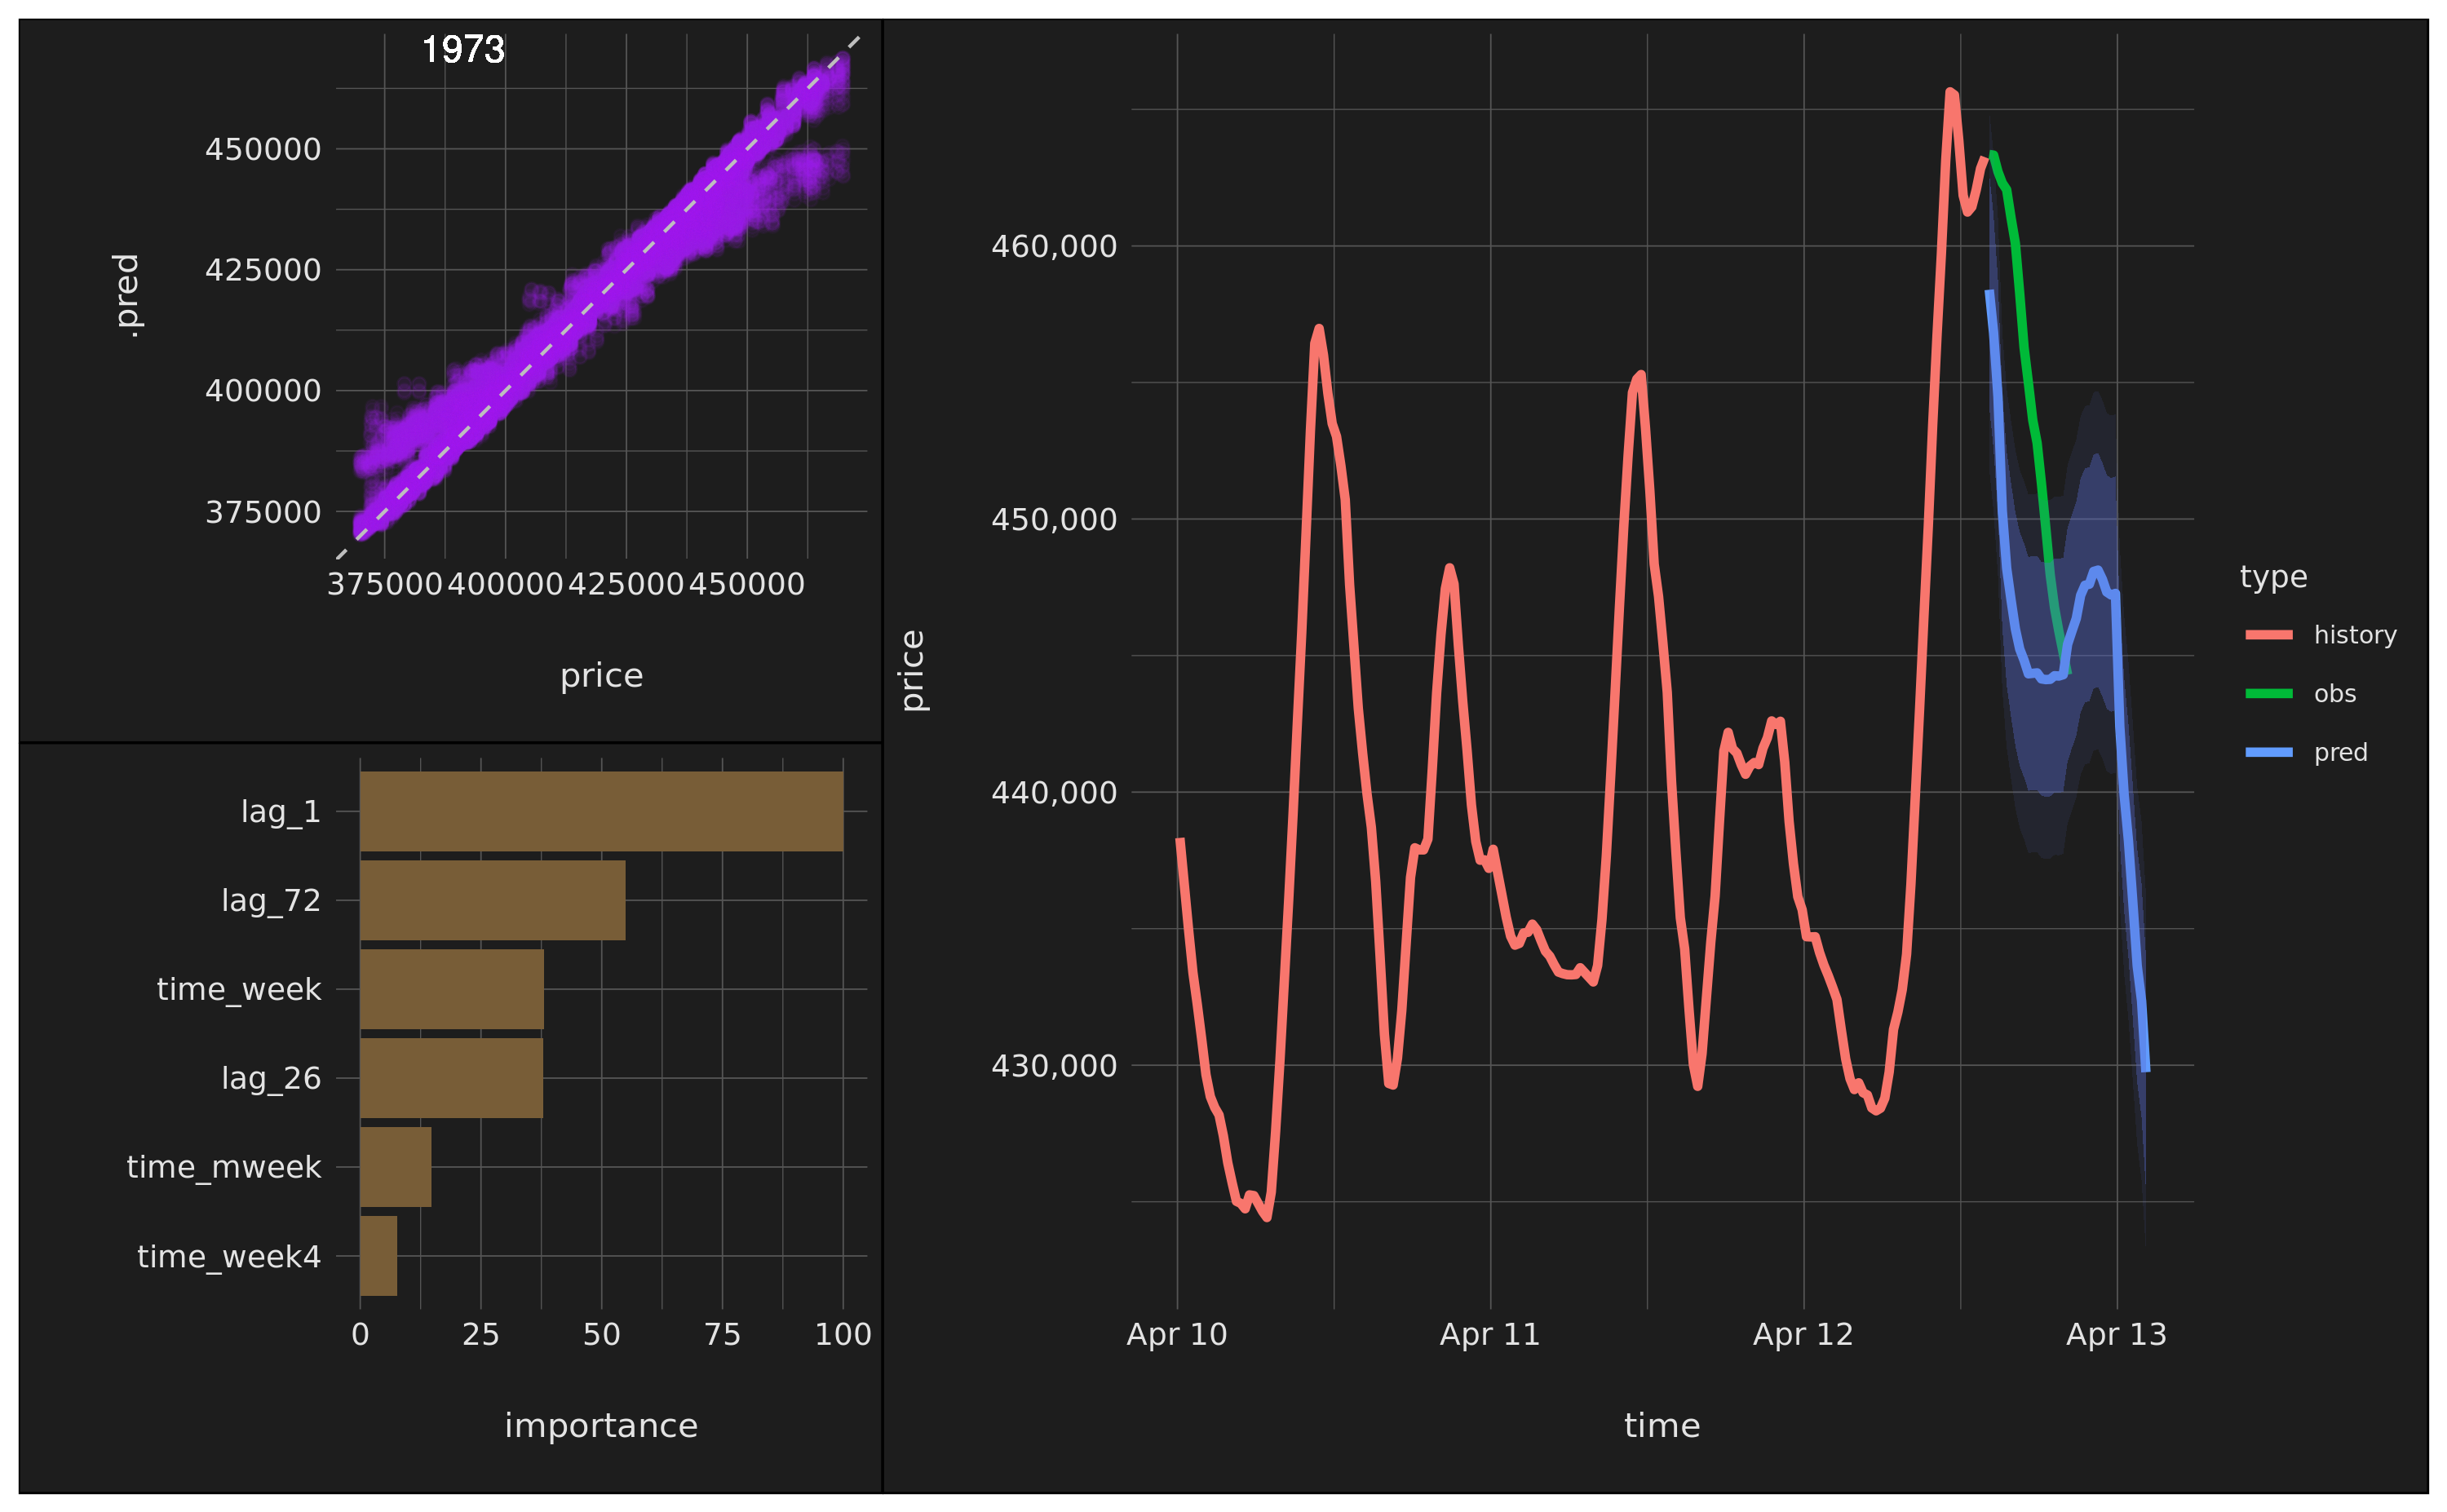 1973
.pred
450000
425000
400000
375000
375000 400000 425000 450000
price
lag_1
lag_72
time_week
lag_26
time_mweek
time_week4
0 25 50 75 100
importance
price
460,000
450,000
440,000
430,000
Apr 10 Apr 11 Apr 12 Apr 13
time
type
history
obs
pred